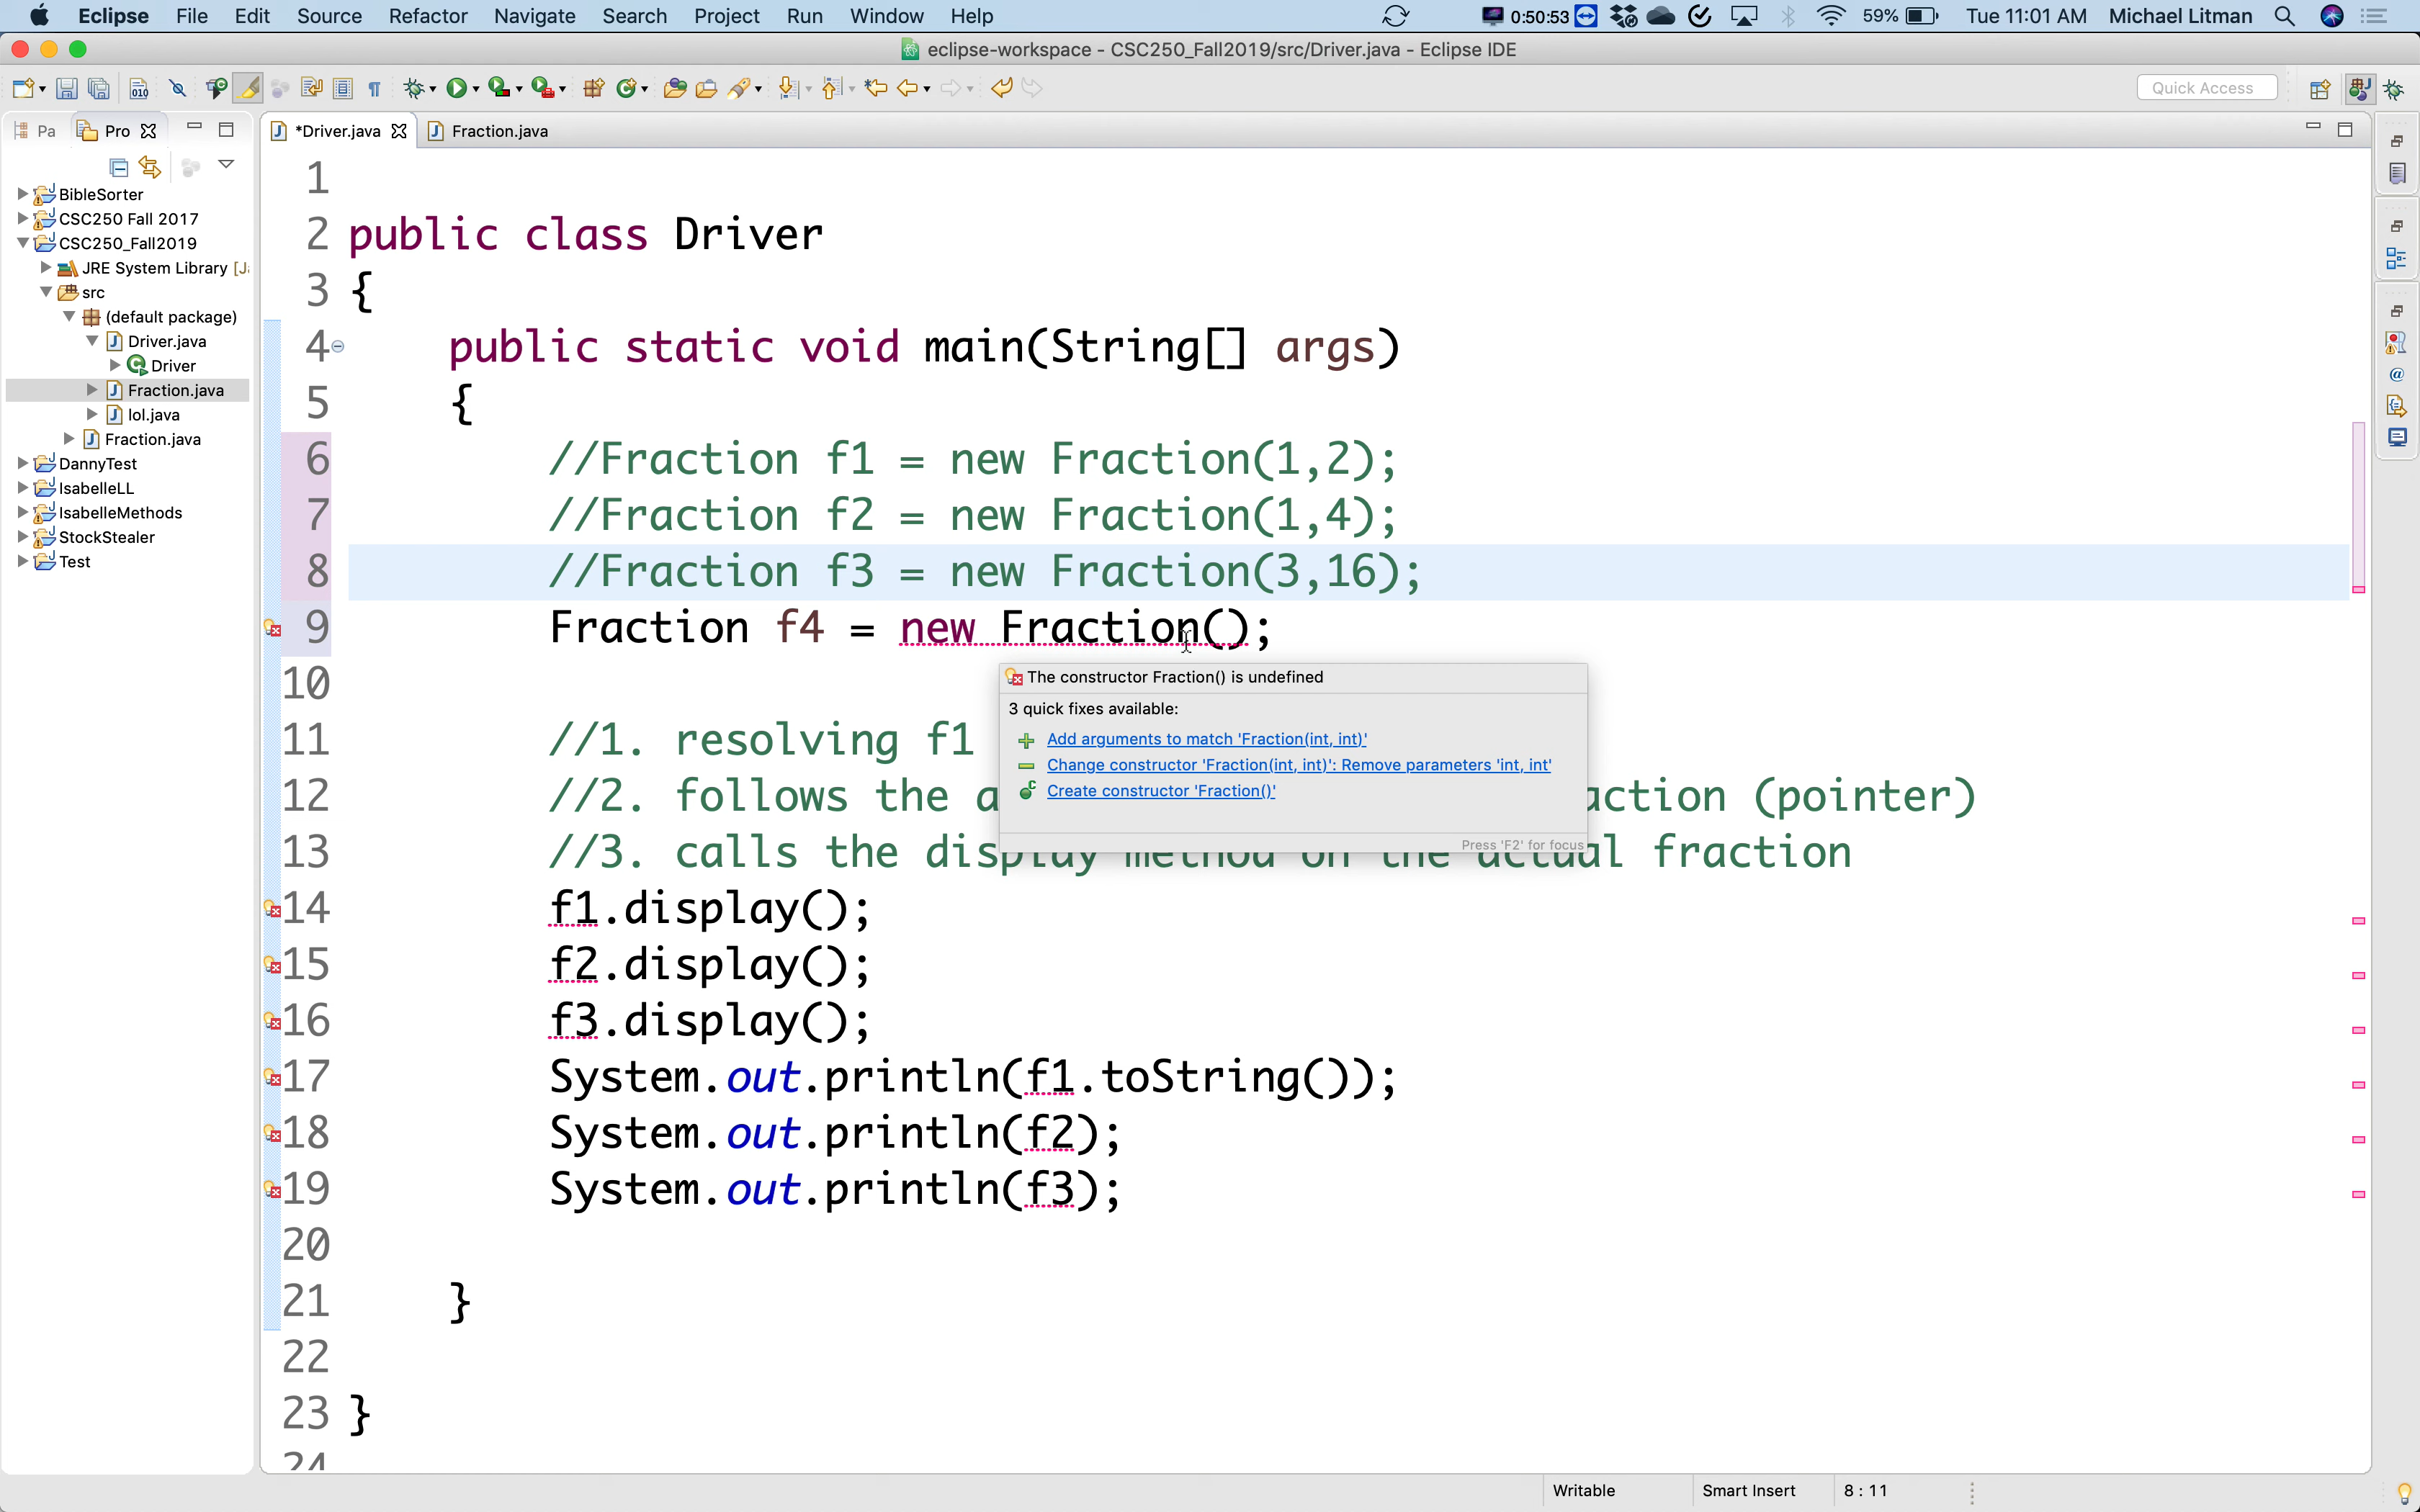 Eclipse File Edit Source Refactor Navigate Search Project Run Window Help 0:50:53 59% Tue 11:01 AM Michael Litman
eclipse-workspace - CSC250_Fall2019/src/Driver.java - Eclipse IDE
Quick Access
Pa Pro
*Driver.java Fraction.java
BibleSorter
CSC250 Fall 2017
CSC250_Fall2019
JRE System Library
src
(default package)
Driver.java
Driver
Fraction.java
lol.java
Fraction.java
DannyTest
IsabelleLL
IsabelleMethods
StockStealer
Test
1
2 public class Driver
3 {
4 public static void main(String[] args)
5 {
6 //Fraction f1 = new Fraction(1,2);
7 //Fraction f2 = new Fraction(1,4);
8 //Fraction f3 = new Fraction(3,16);
9 Fraction f4 = new Fraction();
10
The constructor Fraction() is undefined
3 quick fixes available:
Add arguments to match 'Fraction(int, int)'
Change constructor 'Fraction(int, int)': Remove parameters 'int, int'
Create constructor 'Fraction()'
Press 'F2' for focus
11 //1. resolving f1
12 //2. follows the a action (pointer)
13 //3. calls the display method on the actual fraction
14 f1.display();
15 f2.display();
16 f3.display();
17 System.out.println(f1.toString());
18 System.out.println(f2);
19 System.out.println(f3);
20
21 }
22
23 }
24
Writable Smart Insert 8 : 11